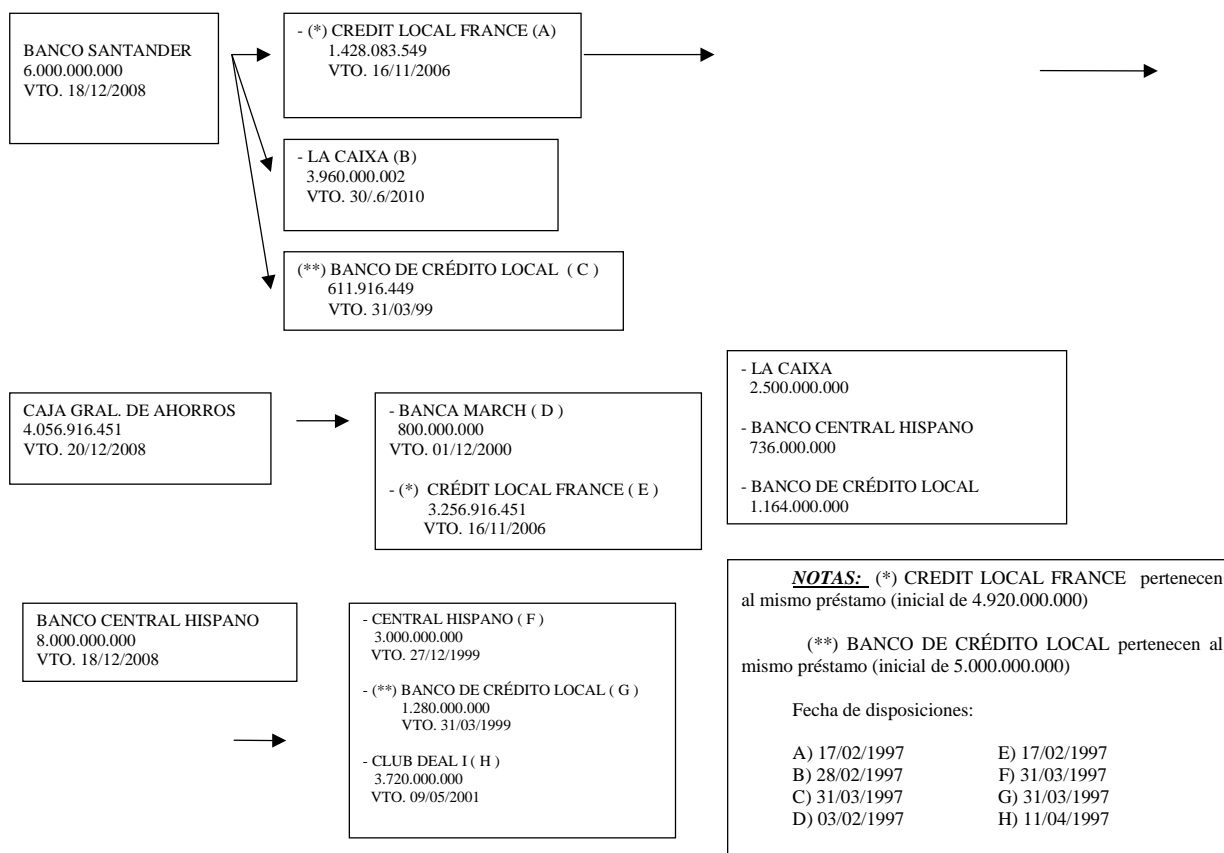 BANCO SANTANDER
6.000.000.000
VTO. 18/12/2008
- (*) CREDIT LOCAL FRANCE (A)
1.428.083.549
VTO. 16/11/2006
- LA CAIXA (B)
3.960.000.002
VTO. 30/.6/2010
(**) BANCO DE CRÉDITO LOCAL ( C )
611.916.449
VTO. 31/03/99
CAJA GRAL. DE AHORROS
4.056.916.451
VTO. 20/12/2008
- BANCA MARCH ( D )
800.000.000
VTO. 01/12/2000
- (*) CRÉDIT LOCAL FRANCE ( E )
3.256.916.451
VTO. 16/11/2006
- LA CAIXA
2.500.000.000
- BANCO CENTRAL HISPANO
736.000.000
- BANCO DE CRÉDITO LOCAL
1.164.000.000
BANCO CENTRAL HISPANO
8.000.000.000
VTO. 18/12/2008
- CENTRAL HISPANO ( F )
3.000.000.000
VTO. 27/12/1999
- (**) BANCO DE CRÉDITO LOCAL ( G )
1.280.000.000
VTO. 31/03/1999
- CLUB DEAL I ( H )
3.720.000.000
VTO. 09/05/2001
NOTAS: (*) CREDIT LOCAL FRANCE pertenecen
al mismo préstamo (inicial de 4.920.000.000)
(**) BANCO DE CRÉDITO LOCAL pertenecen al
mismo préstamo (inicial de 5.000.000.000)
Fecha de disposiciones:
A) 17/02/1997 E) 17/02/1997
B) 28/02/1997 F) 31/03/1997
C) 31/03/1997 G) 31/03/1997
D) 03/02/1997 H) 11/04/1997